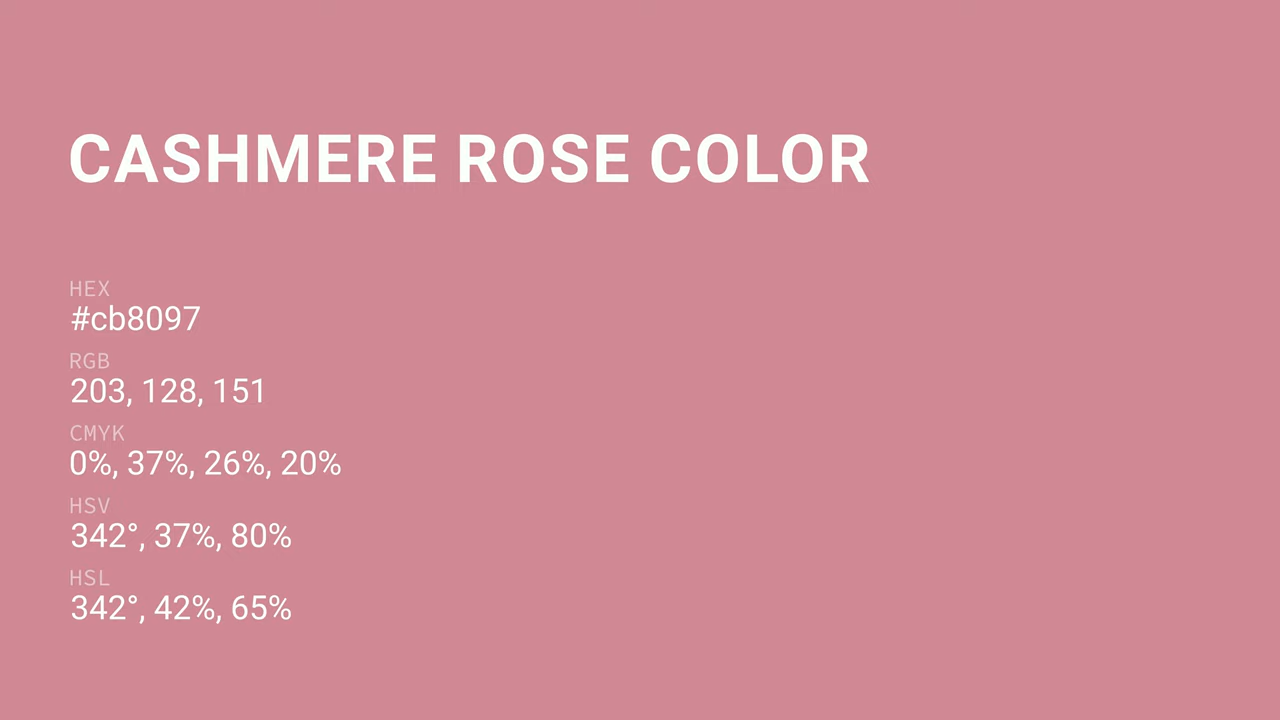 CASHMERE ROSE COLOR
HEX
#cb8097
RGB
203, 128, 151
CMYK
0%, 37%, 26%, 20%
HSV
342°, 37%, 80%
HSL
342°, 42%, 65%